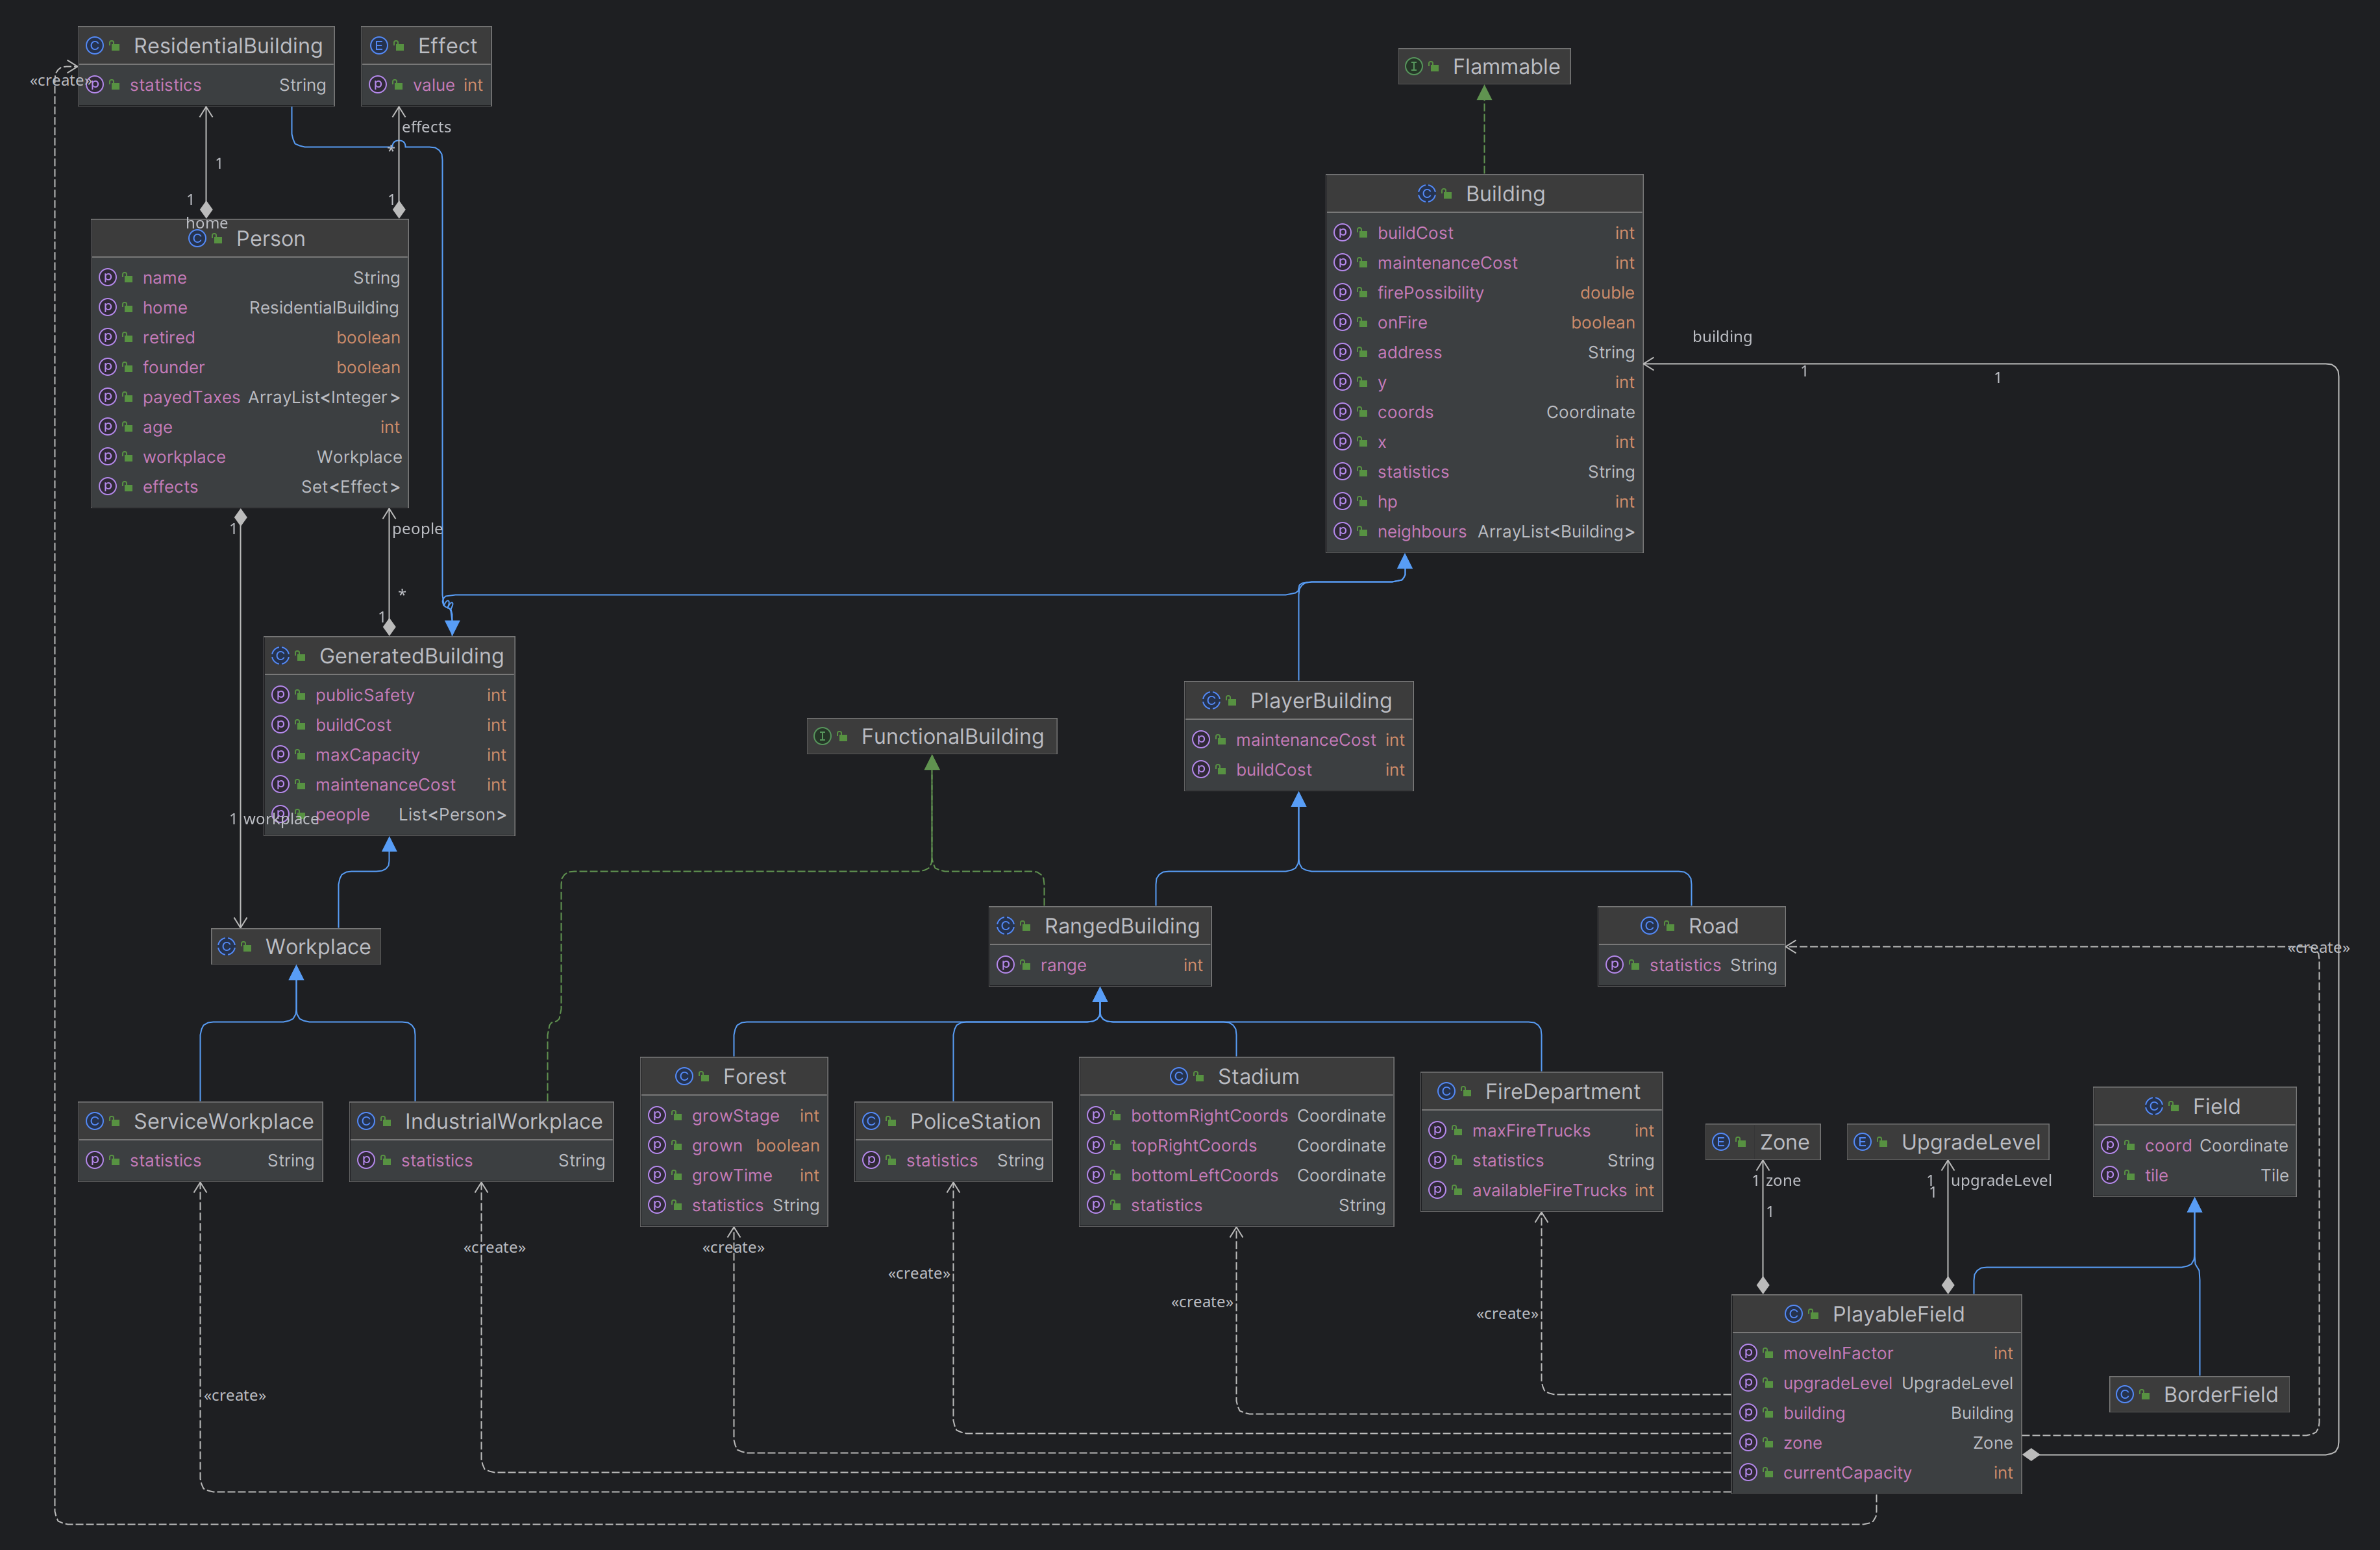 ResidentialBuilding
statistics String
«create»
Effect
value int
effects
*
1
1
1
home
Person
name String
home ResidentialBuilding
retired boolean
founder boolean
payedTaxes ArrayList<Integer>
age int
workplace Workplace
effects Set<Effect>
1
people
*
1
Flammable
Building
buildCost int
maintenanceCost int
firePossibility double
onFire boolean
address String
y int
coords Coordinate
x int
statistics String
hp int
neighbours ArrayList<Building>
building
1
1
GeneratedBuilding
publicSafety int
buildCost int
maxCapacity int
maintenanceCost int
people List<Person>
1 workplace
FunctionalBuilding
PlayerBuilding
maintenanceCost int
buildCost int
Workplace
RangedBuilding
range int
Road
statistics String
«create»
ServiceWorkplace
statistics String
IndustrialWorkplace
statistics String
Forest
growStage int
grown boolean
growTime int
statistics String
PoliceStation
statistics String
Stadium
bottomRightCoords Coordinate
topRightCoords Coordinate
bottomLeftCoords Coordinate
statistics String
FireDepartment
maxFireTrucks int
statistics String
availableFireTrucks int
Zone
UpgradeLevel
Field
coord Coordinate
tile Tile
1 zone
1
1 upgradeLevel
1
«create»
«create»
«create»
«create»
«create»
«create»
PlayableField
moveInFactor int
upgradeLevel UpgradeLevel
building Building
zone Zone
currentCapacity int
BorderField